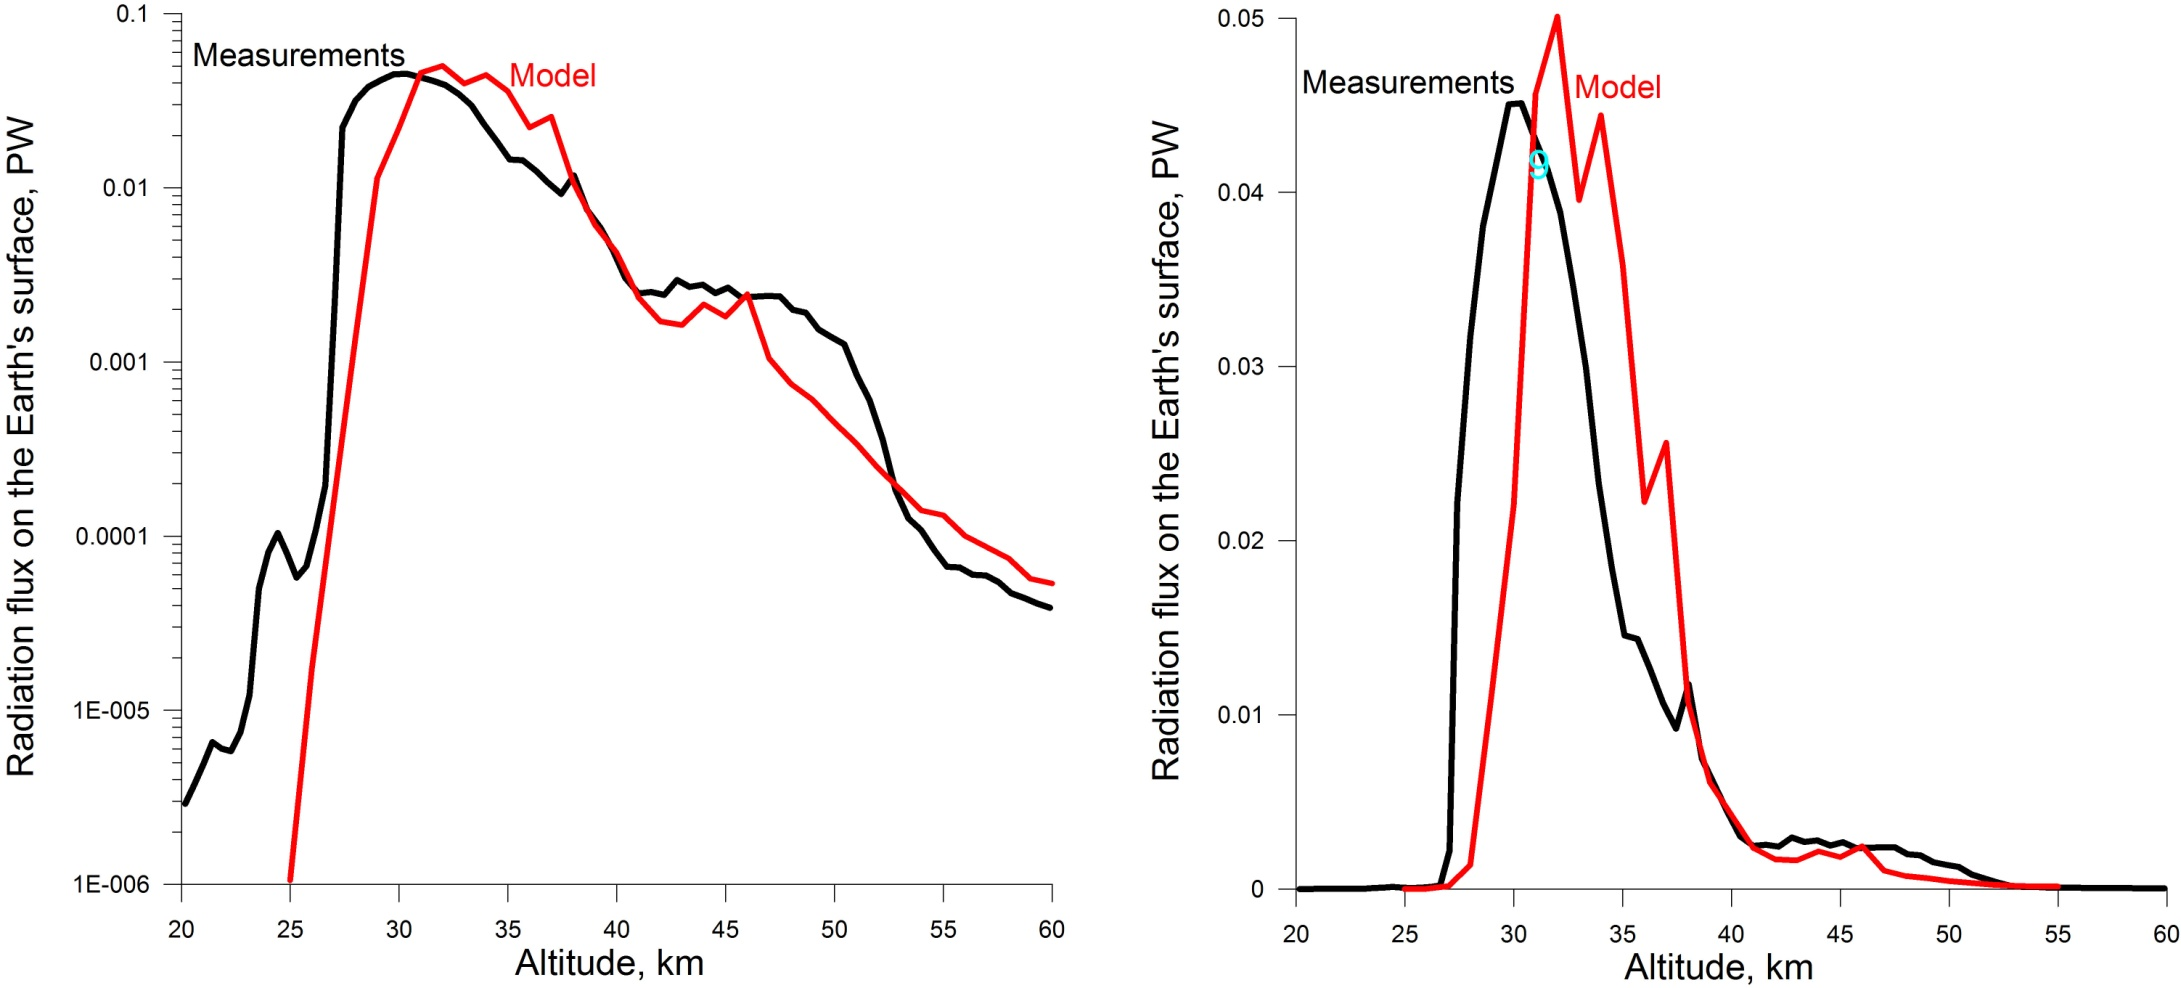 Radiation flux on the Earth's surface, PW
0.1
0.01
0.001
0.0001
1E-005
1E-006
Measurements
Model
20 25 30 35 40 45 50 55 60
Altitude, km
Radiation flux on the Earth's surface, PW
0.05
0.04
0.03
0.02
0.01
0
Measurements
Model
20 25 30 35 40 45 50 55 60
Altitude, km